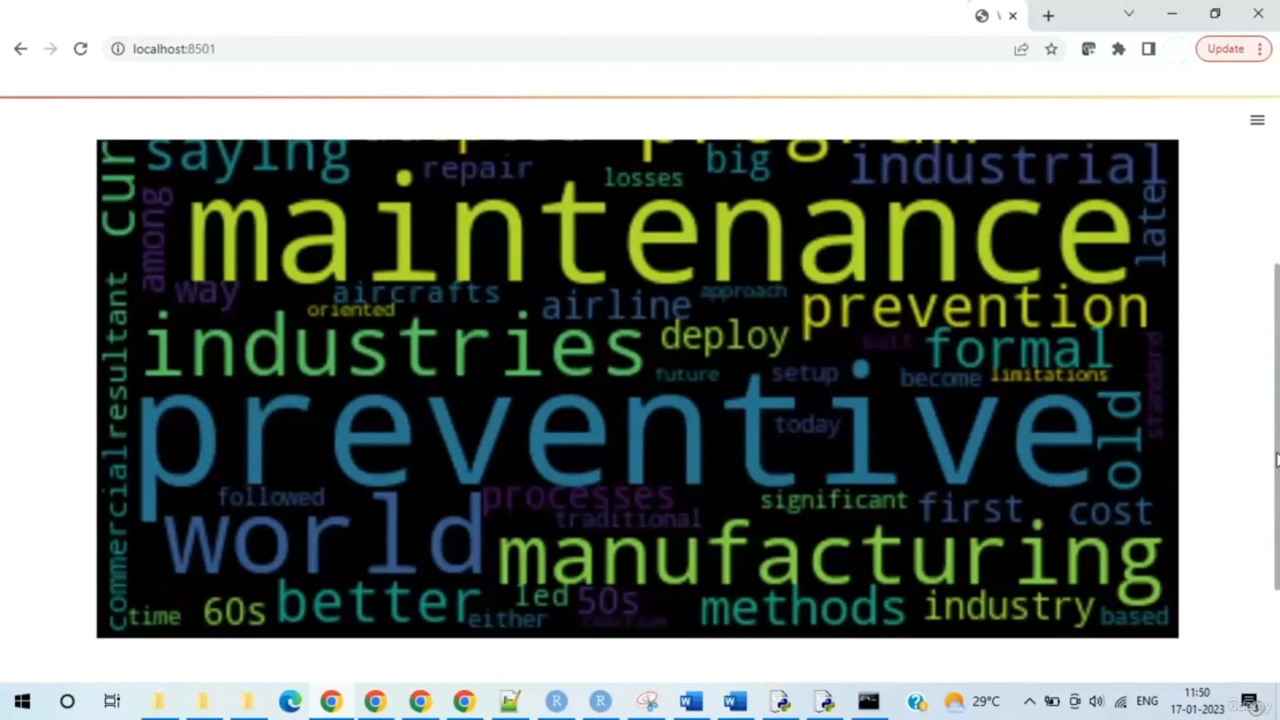 localhost:8501
Update
cur
saying
repair
losses
big
industrial
maintenance
late
among
way
aircrafts
airline
approach
oriented
prevention
industries
deploy
formal
future
setup
become
limitations
standard
preventive
today
old
commercial
resultant
followed
processes
significant
first
cost
traditional
world
manufacturing
time
60s
better
led
50s
either
methods
industry
based
29°C
ENG
11:50
17-01-2023